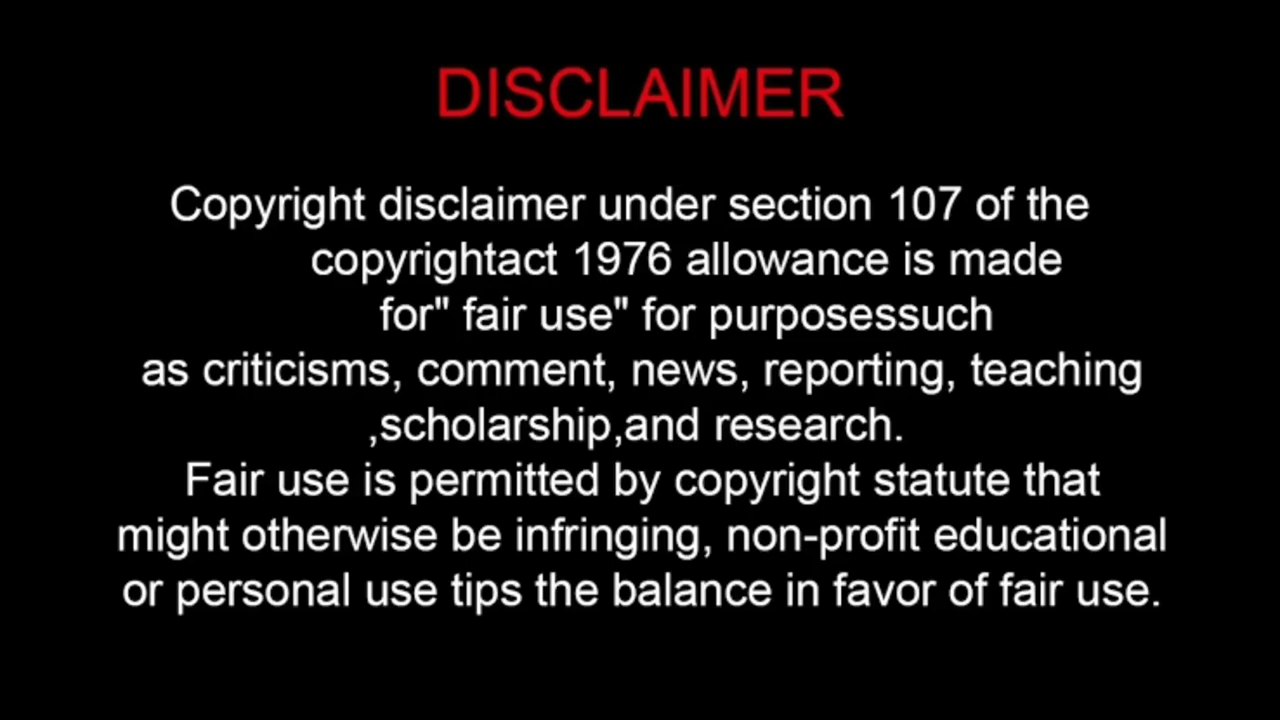 DISCLAIMER
Copyright disclaimer under section 107 of the
copyrightact 1976 allowance is made
for" fair use" for purposessuch
as criticisms, comment, news, reporting, teaching
,scholarship,and research.
Fair use is permitted by copyright statute that
might otherwise be infringing, non-profit educational
or personal use tips the balance in favor of fair use.